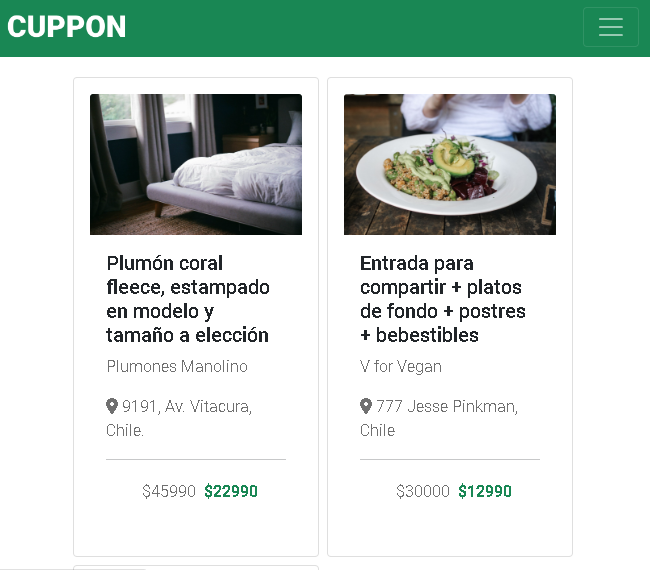 CUPPON
Plumón coral
fleece, estampado
en modelo y
tamaño a elección
Plumones Manolino
9191, Av. Vitacura,
Chile.
$45990 $22990
Entrada para
compartir + platos
de fondo + postres
+ bebestibles
V for Vegan
777 Jesse Pinkman,
Chile
$30000 $12990